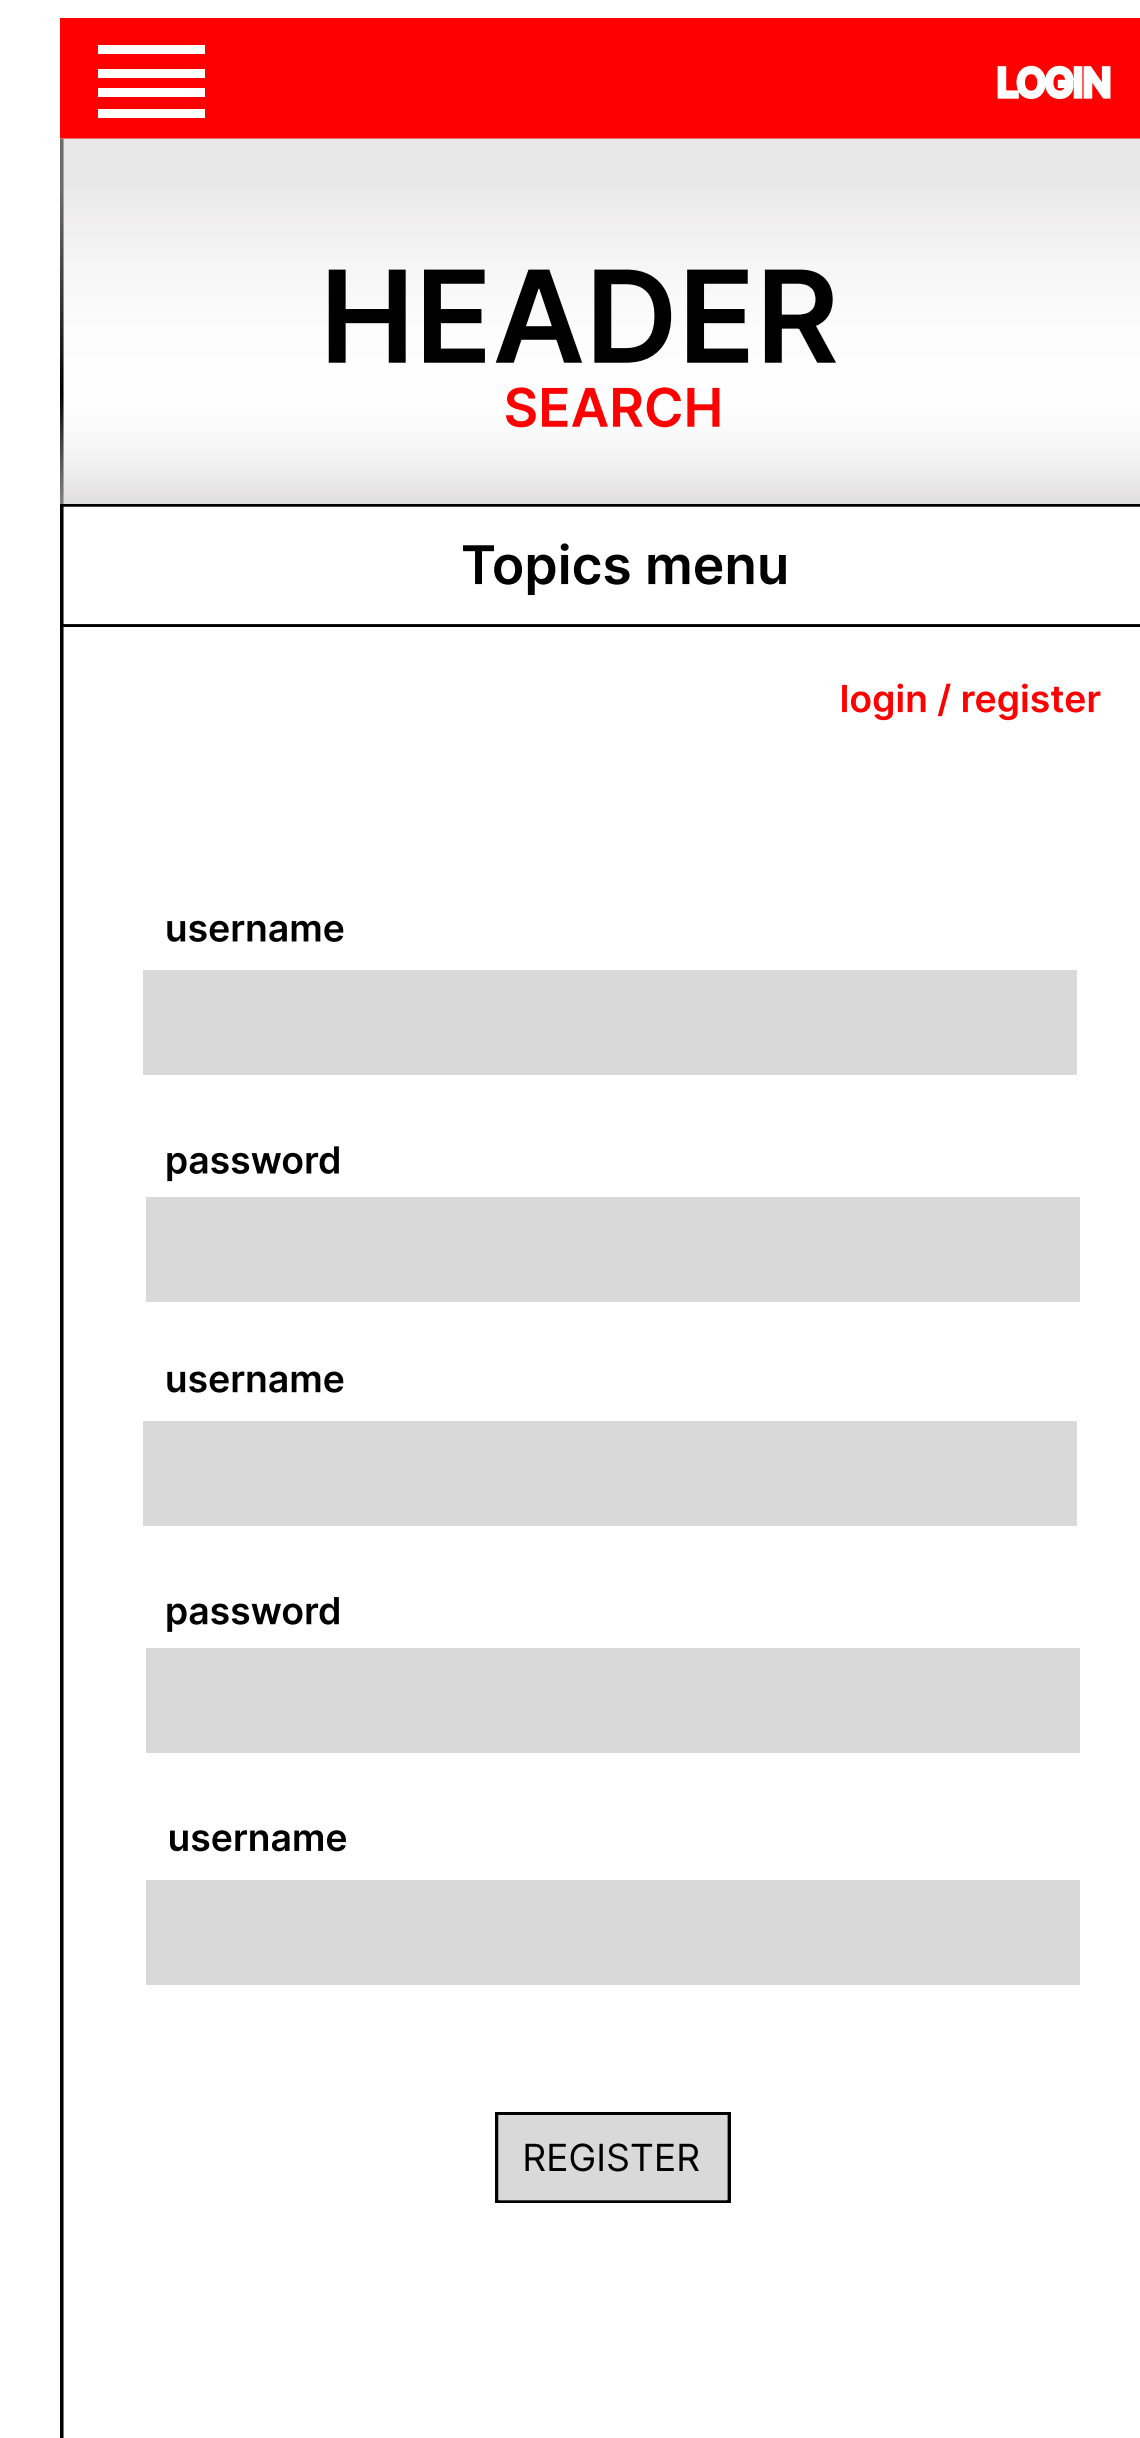 LOGIN
HEADER
SEARCH
Topics menu
login / register
username
password
username
password
username
REGISTER